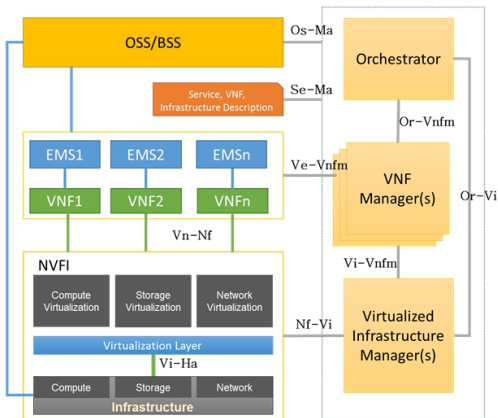 OSS/BSS
Os-Ma
Orchestrator
Se-Ma
Service, VNF,
Infrastructure Description
Or-Vnfm
EMS1
EMS2
EMSn
Ve-Vnfm
VNF
Manager(s)
VNF1
VNF2
VNFn
Or-Vi
Vn-Nf
NVFI
Vi-Vnfm
Compute
Virtualization
Storage
Virtualization
Network
Virtualization
Nf-Vi
Virtualized
Infrastructure
Manager(s)
Virtualization Layer
Vi-Ha
Compute
Storage
Network
Infrastructure